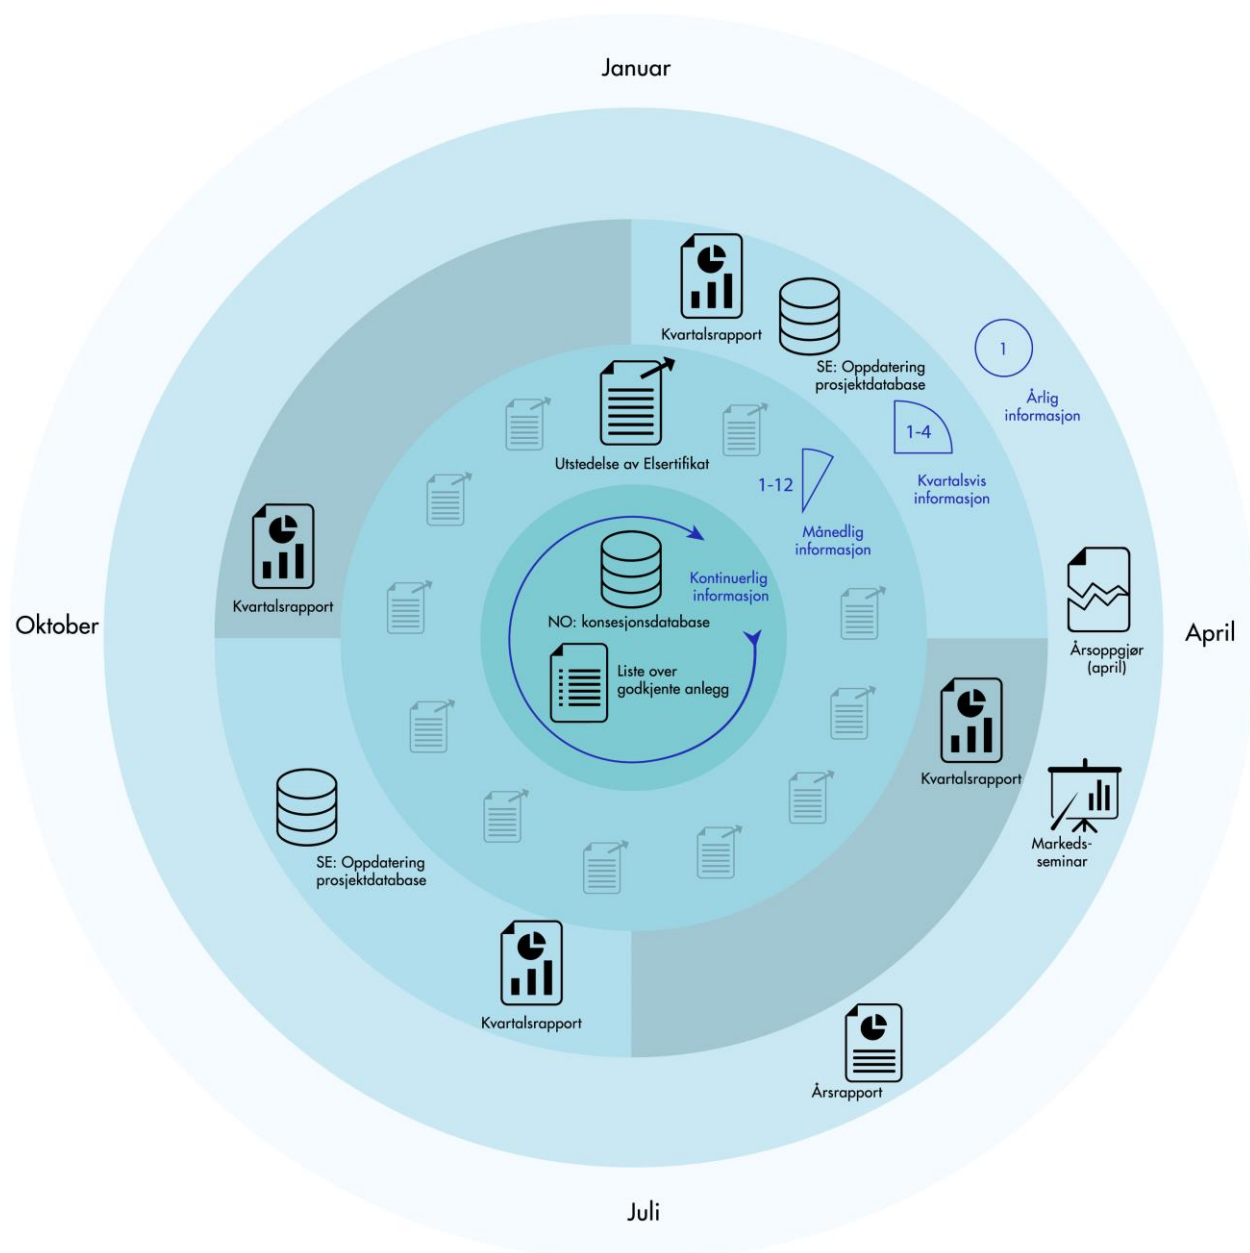 Januar
Kvartalsrapport
SE: Oppdatering
prosjektdatabase
1
Årlig
informasjon
1-4
Kvartalsvis
informasjon
Utstedelse av Elsertifikat
1-12
Månedlig
informasjon
Kontinuerlig
informasjon
NO: konsesjonsdatabase
Liste over
godkjente anlegg
Kvartalsrapport
Oktober
April
Årsoppgjør
(april)
Kvartalsrapport
Markeds-
seminar
SE: Oppdatering
prosjektdatabase
Kvartalsrapport
Årsrapport
Juli